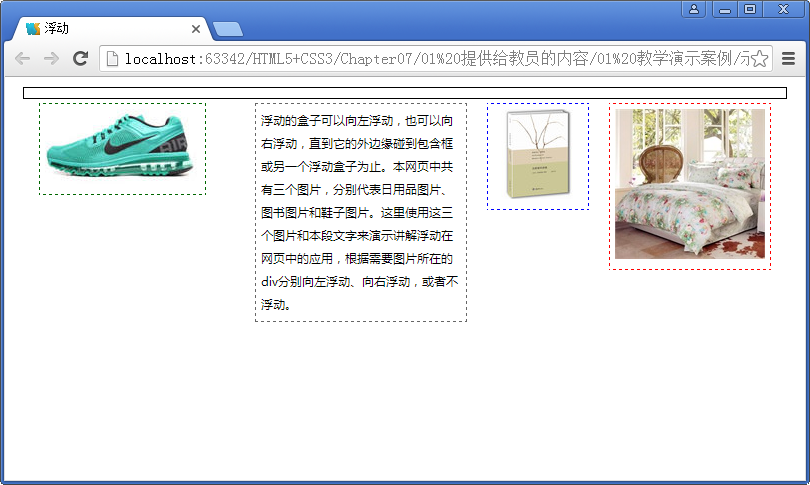 浮动
localhost:63342/HTML5+CSS3/Chapter07/01%20提供给教员的内容/01%20教学演示案例/示
浮动的盒子可以向左浮动，也可以向
右浮动，直到它的外边缘碰到包含框
或另一个浮动盒子为止。本网页中共
有三个图片，分别代表日用品图片、
图书图片和鞋子图片。这里使用这三
个图片和本段文字来演示讲解浮动在
网页中的应用，根据需要图片所在的
div分别向左浮动、向右浮动，或者不
浮动。
AIR